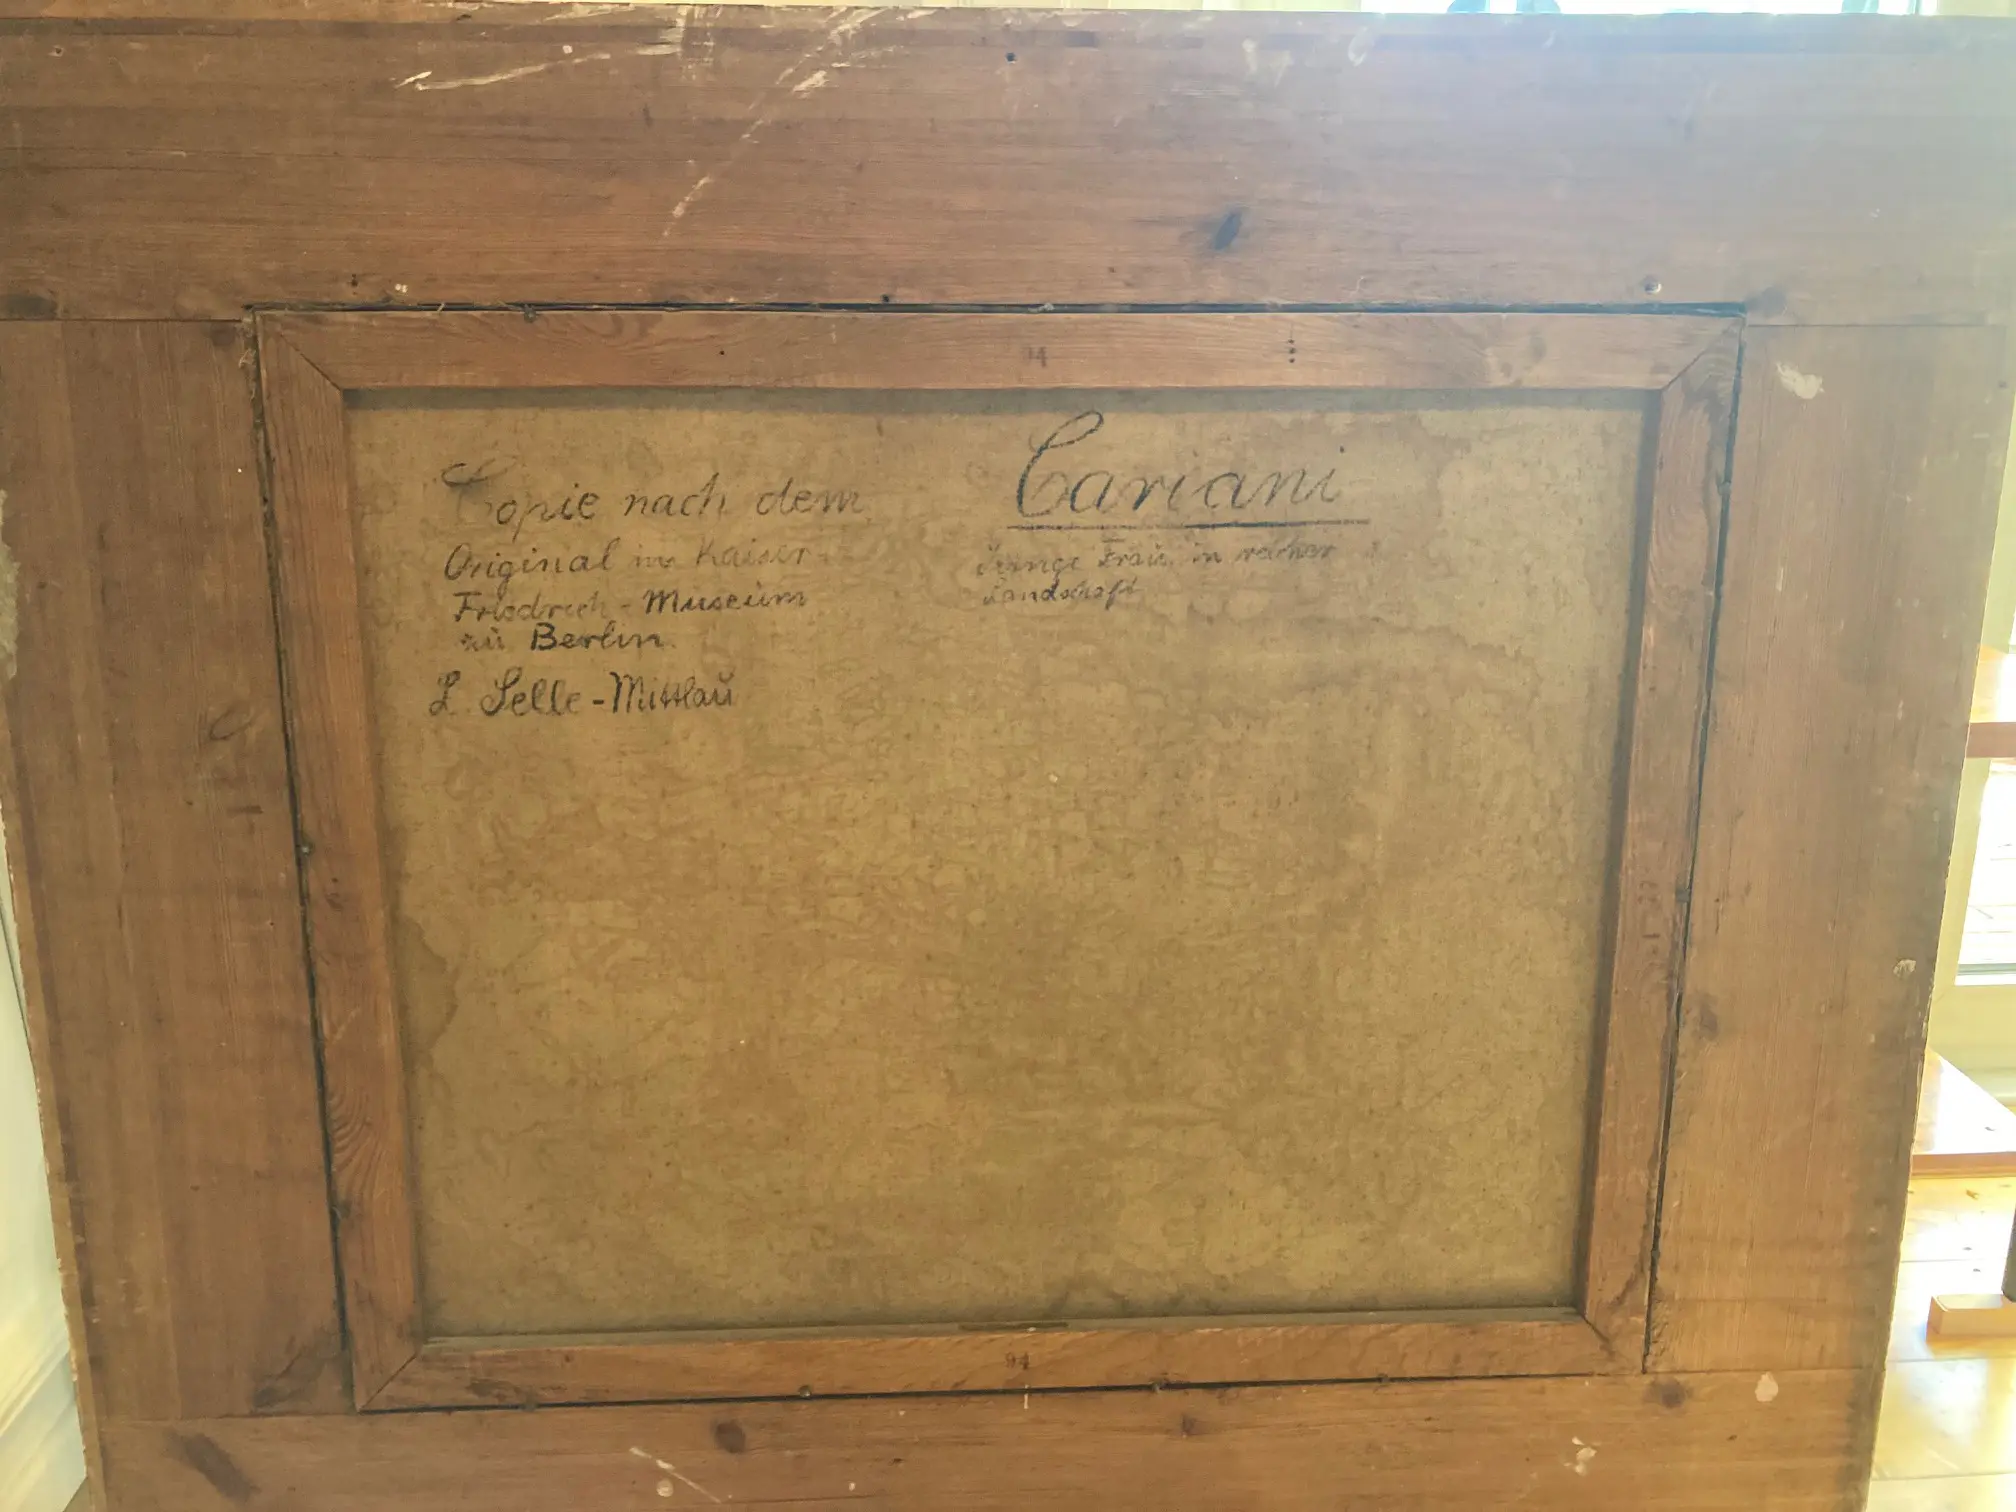 Copie nach dem
Original im Kaiser-
Friedrich-Museum
zu Berlin.
L. Selle-Mittlau
Cariani
Junge Frau in reicher
Landschaft
94
94